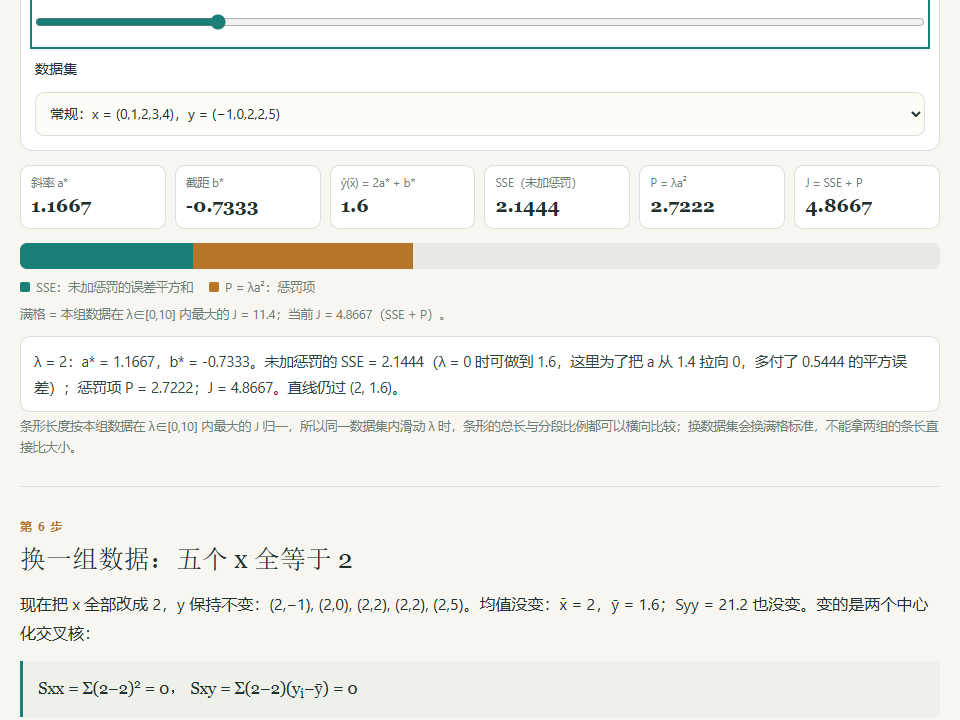 数据集
常规：x = (0,1,2,3,4)，y = (−1,0,2,2,5)
斜率 a*
1.1667
截距 b*
-0.7333
ŷ(x̄) = 2a* + b*
1.6
SSE（未加惩罚）
2.1444
P = λa²
2.7222
J = SSE + P
4.8667
SSE：未加惩罚的误差平方和 P = λa²：惩罚项
满格 = 本组数据在 λ∈[0,10] 内最大的 J = 11.4；当前 J = 4.8667（SSE + P）。
λ = 2：a* = 1.1667，b* = -0.7333。未加惩罚的 SSE = 2.1444（λ = 0 时可做到 1.6，这里为了把 a 从 1.4 拉向 0，多付了 0.5444 的平方误
差）；惩罚项 P = 2.7222；J = 4.8667。直线仍过 (2, 1.6)。
条形长度按本组数据在 λ∈[0,10] 内最大的 J 归一，所以同一数据集内滑动 λ 时，条形的总长与分段比例都可以横向比较；换数据集会换满格标准，不能拿两组的条长直
接比大小。
第 6 步
换一组数据：五个 x 全等于 2
现在把 x 全部改成 2，y 保持不变：(2,−1), (2,0), (2,2), (2,2), (2,5)。均值没变：x̄ = 2，ȳ = 1.6；Syy = 21.2 也没变。变的是两个中心
化交叉核：
Sxx = Σ(2−2)² = 0， Sxy = Σ(2−2)(yᵢ−ȳ) = 0